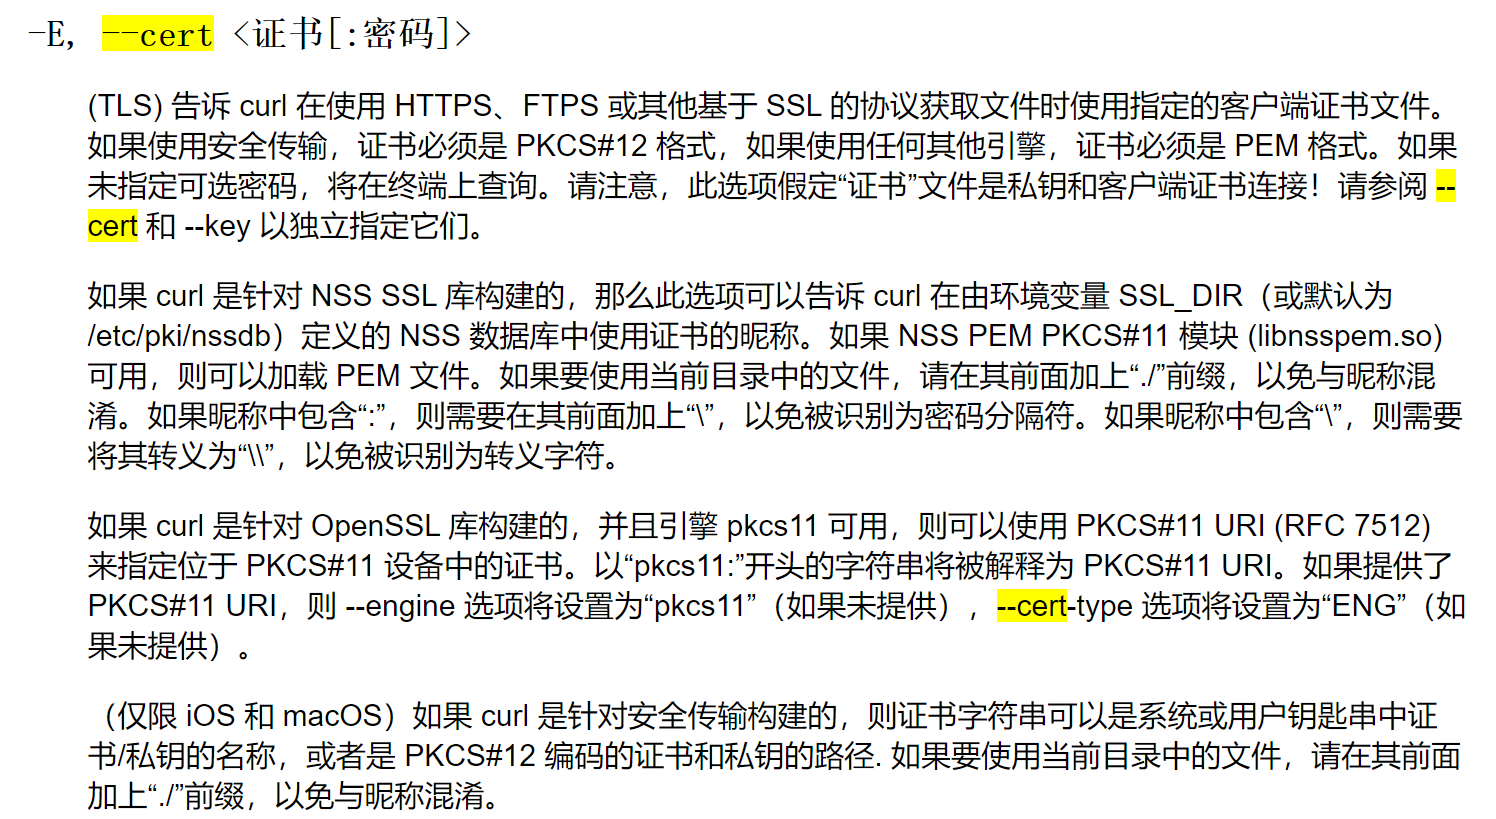 -E, --cert <证书[:密码]>
(TLS) 告诉 curl 在使用 HTTPS、FTPS 或其他基于 SSL 的协议获取文件时使用指定的客户端证书文件。
如果使用安全传输，证书必须是 PKCS#12 格式，如果使用任何其他引擎，证书必须是 PEM 格式。如果
未指定可选密码，将在终端上查询。请注意，此选项假定“证书”文件是私钥和客户端证书连接！请参阅 --
cert 和 --key 以独立指定它们。
如果 curl 是针对 NSS SSL 库构建的，那么此选项可以告诉 curl 在由环境变量 SSL_DIR（或默认为
/etc/pki/nssdb）定义的 NSS 数据库中使用证书的昵称。如果 NSS PEM PKCS#11 模块 (libnsspem.so)
可用，则可以加载 PEM 文件。如果要使用当前目录中的文件，请在其前面加上“./”前缀，以免与昵称混
淆。如果昵称中包含“:”，则需要在其前面加上“\”，以免被识别为密码分隔符。如果昵称中包含“\”，则需要
将其转义为“\\”，以免被识别为转义字符。
如果 curl 是针对 OpenSSL 库构建的，并且引擎 pkcs11 可用，则可以使用 PKCS#11 URI (RFC 7512)
来指定位于 PKCS#11 设备中的证书。以“pkcs11:”开头的字符串将被解释为 PKCS#11 URI。如果提供了
PKCS#11 URI，则 --engine 选项将设置为“pkcs11”（如果未提供），--cert-type 选项将设置为“ENG”（如
果未提供）。
（仅限 iOS 和 macOS）如果 curl 是针对安全传输构建的，则证书字符串可以是系统或用户钥匙串中证
书/私钥的名称，或者是 PKCS#12 编码的证书和私钥的路径. 如果要使用当前目录中的文件，请在其前面
加上“./”前缀，以免与昵称混淆。